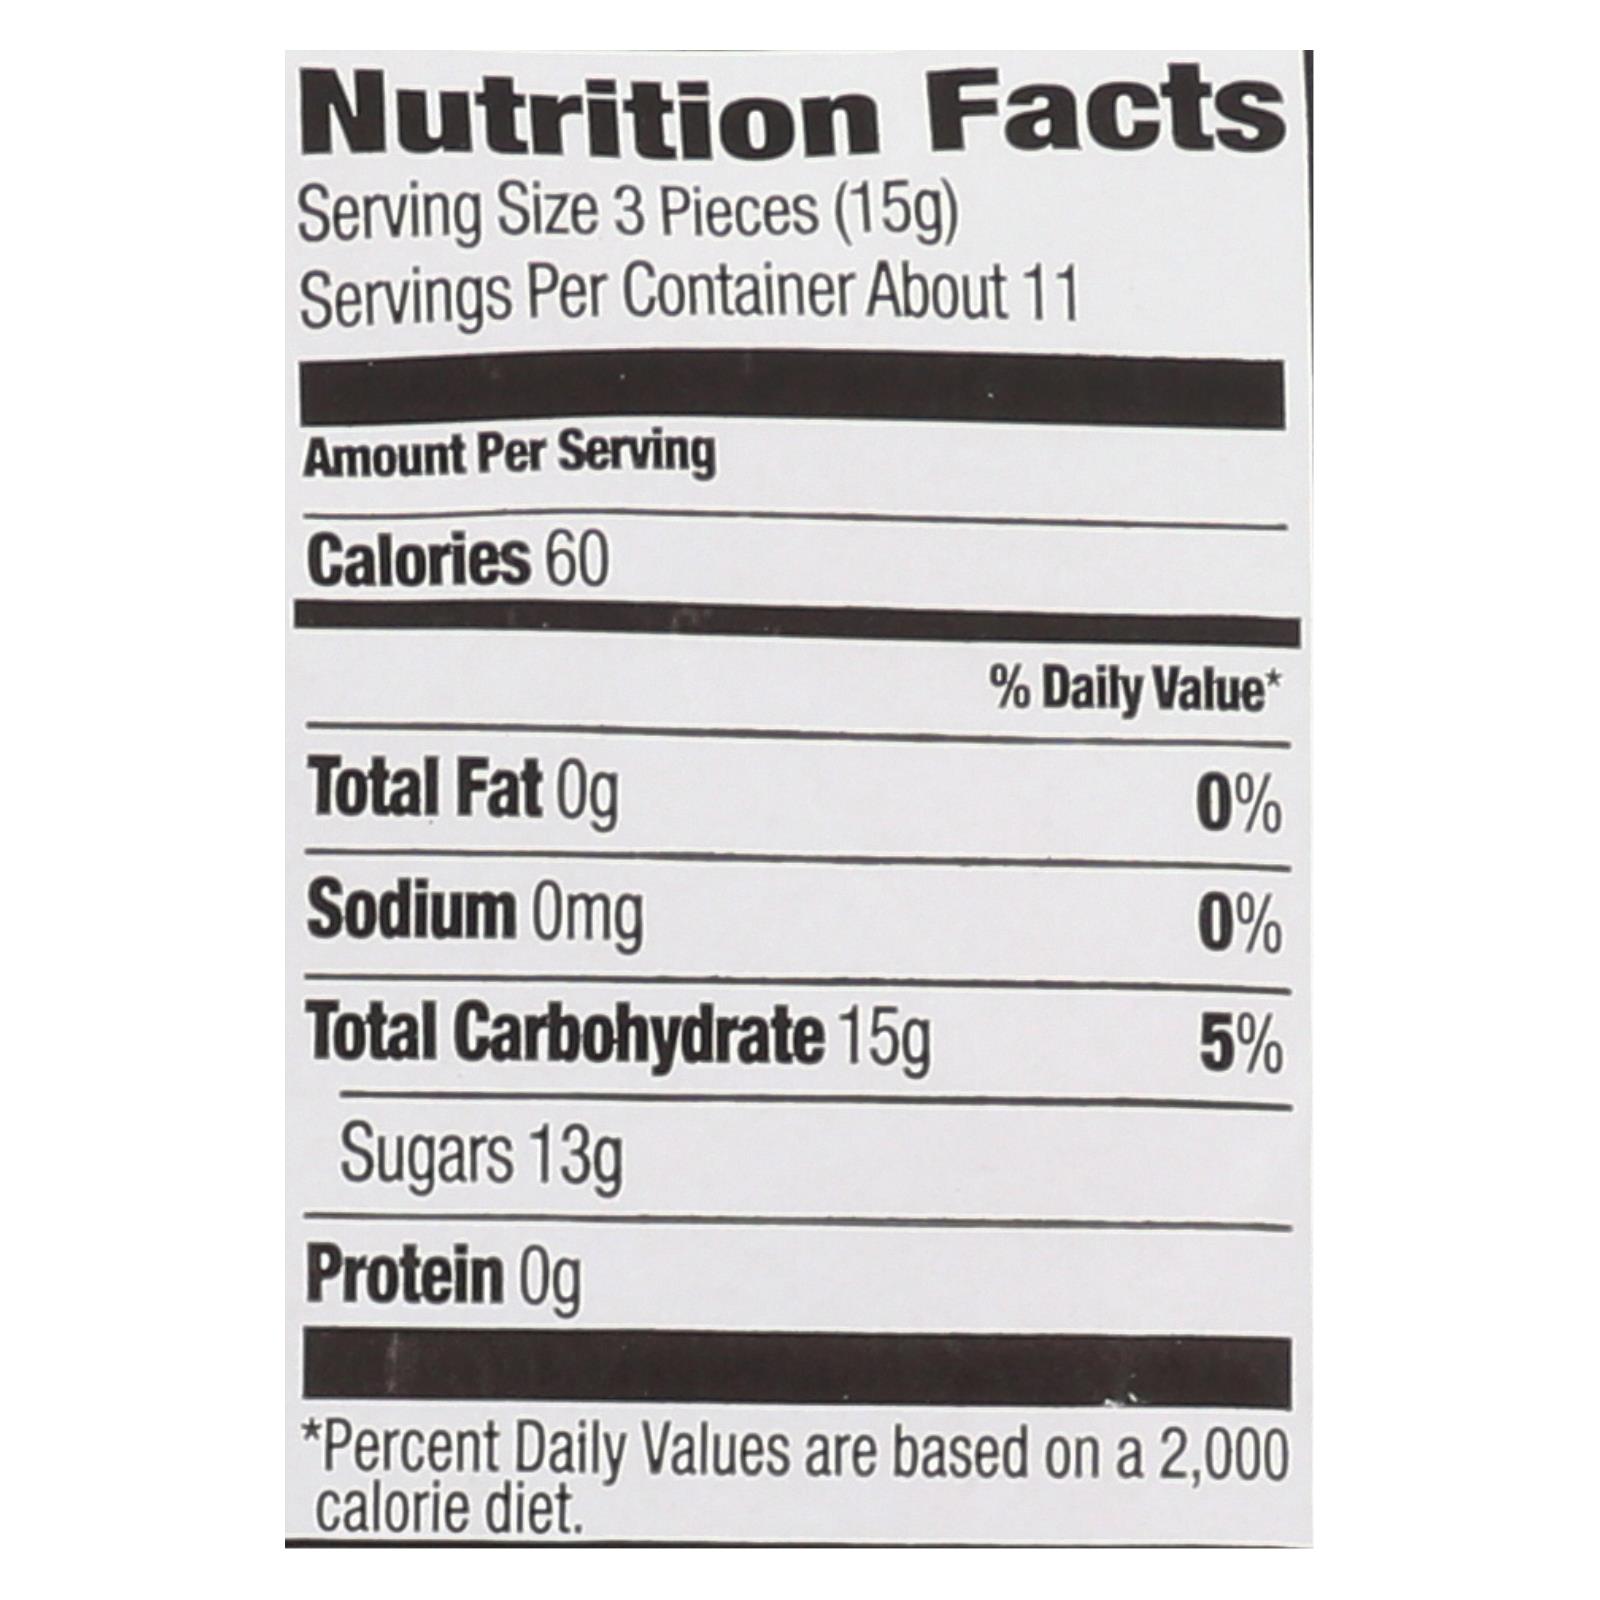 Nutrition Facts
Serving Size 3 Pieces (15g)
Servings Per Container About 11
Amount Per Serving
Calories 60
% Daily Value*
Total Fat 0g 0%
Sodium 0mg 0%
Total Carbohydrate 15g 5%
Sugars 13g
Protein 0g
*Percent Daily Values are based on a 2,000
calorie diet.